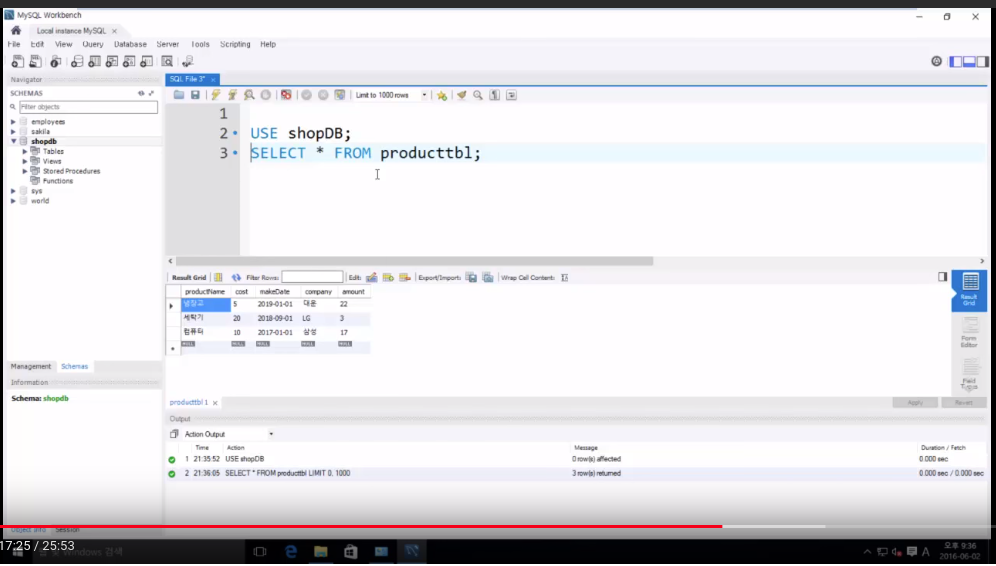 MySQL Workbench
Local instance MySQL
File Edit View Query Database Server Tools Scripting Help
Navigator
SCHEMAS
Filter objects
employees
sakila
shopdb
Tables
Views
Stored Procedures
Functions
sys
world
Management Schemas
Information
Schema: shopdb
SQL File 3*
Limit to 1000 rows
1
2 USE shopDB;
3 SELECT * FROM producttbl;
Result Grid Filter Rows: Edit: Export/Import: Wrap Cell Content:
productName cost makeDate company amount
냉장고 5 2019-01-01 대우 22
세탁기 20 2018-09-01 LG 3
컴퓨터 10 2017-01-01 삼성 17
NULL NULL NULL NULL NULL
Result Grid
Form Editor
Field Types
producttbl 1
Apply Revert
Output
Action Output
Time Action Message Duration / Fetch
1 21:35:52 USE shopDB 0 row(s) affected 0.000 sec
2 21:36:05 SELECT * FROM producttbl LIMIT 0, 1000 3 row(s) returned 0.000 sec / 0.000 sec
Object Info Session
17:25 / 25:53
Windows 검색
A
오후 9:36
2016-06-02